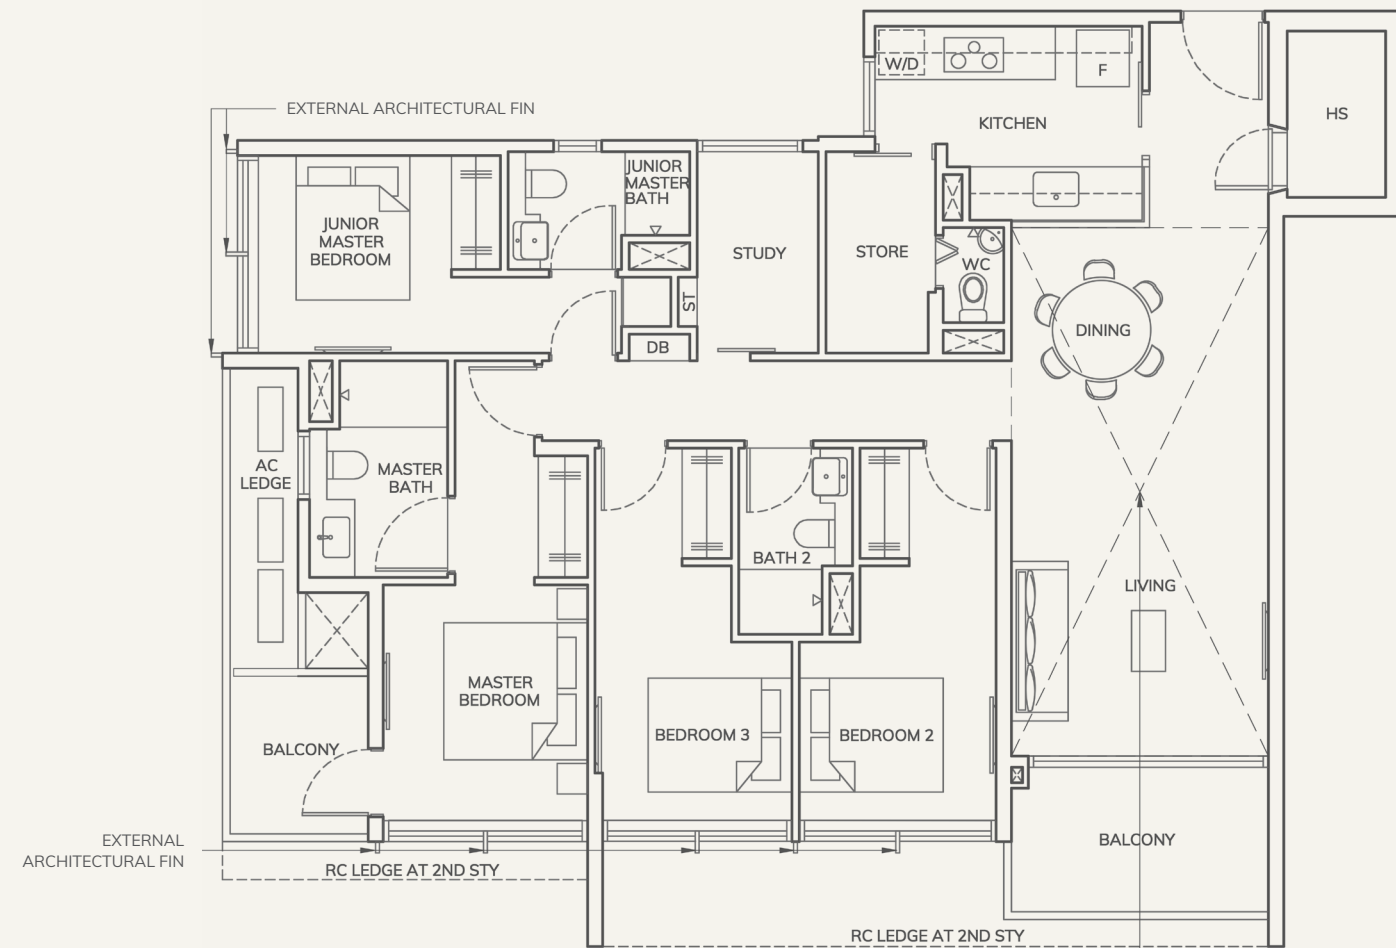 W/D
F
HS
EXTERNAL ARCHITECTURAL FIN
KITCHEN
JUNIOR
MASTER
BATH
JUNIOR
MASTER
BEDROOM
STUDY
STORE
WC
ST
DINING
DB
AC
LEDGE
MASTER
BATH
BATH 2
LIVING
MASTER
BEDROOM
BEDROOM 3
BEDROOM 2
BALCONY
EXTERNAL
ARCHITECTURAL FIN
BALCONY
RC LEDGE AT 2ND STY
RC LEDGE AT 2ND STY